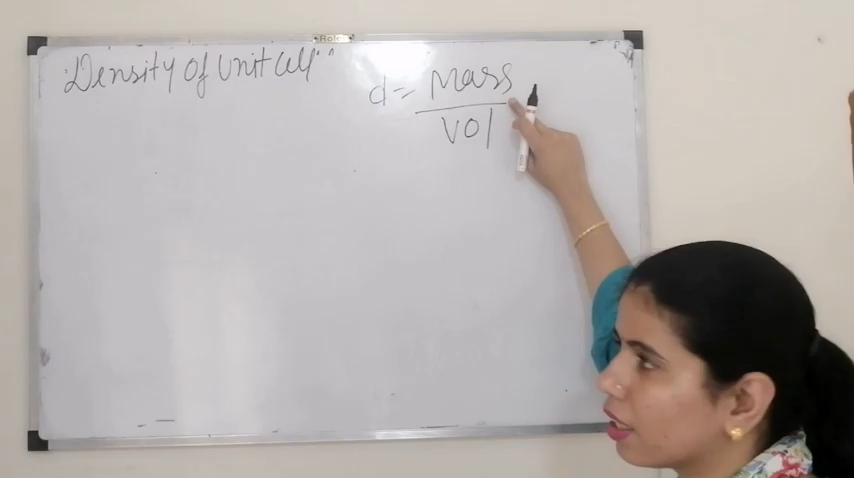 "Density of Unit Cell"
d = Mass
Vol